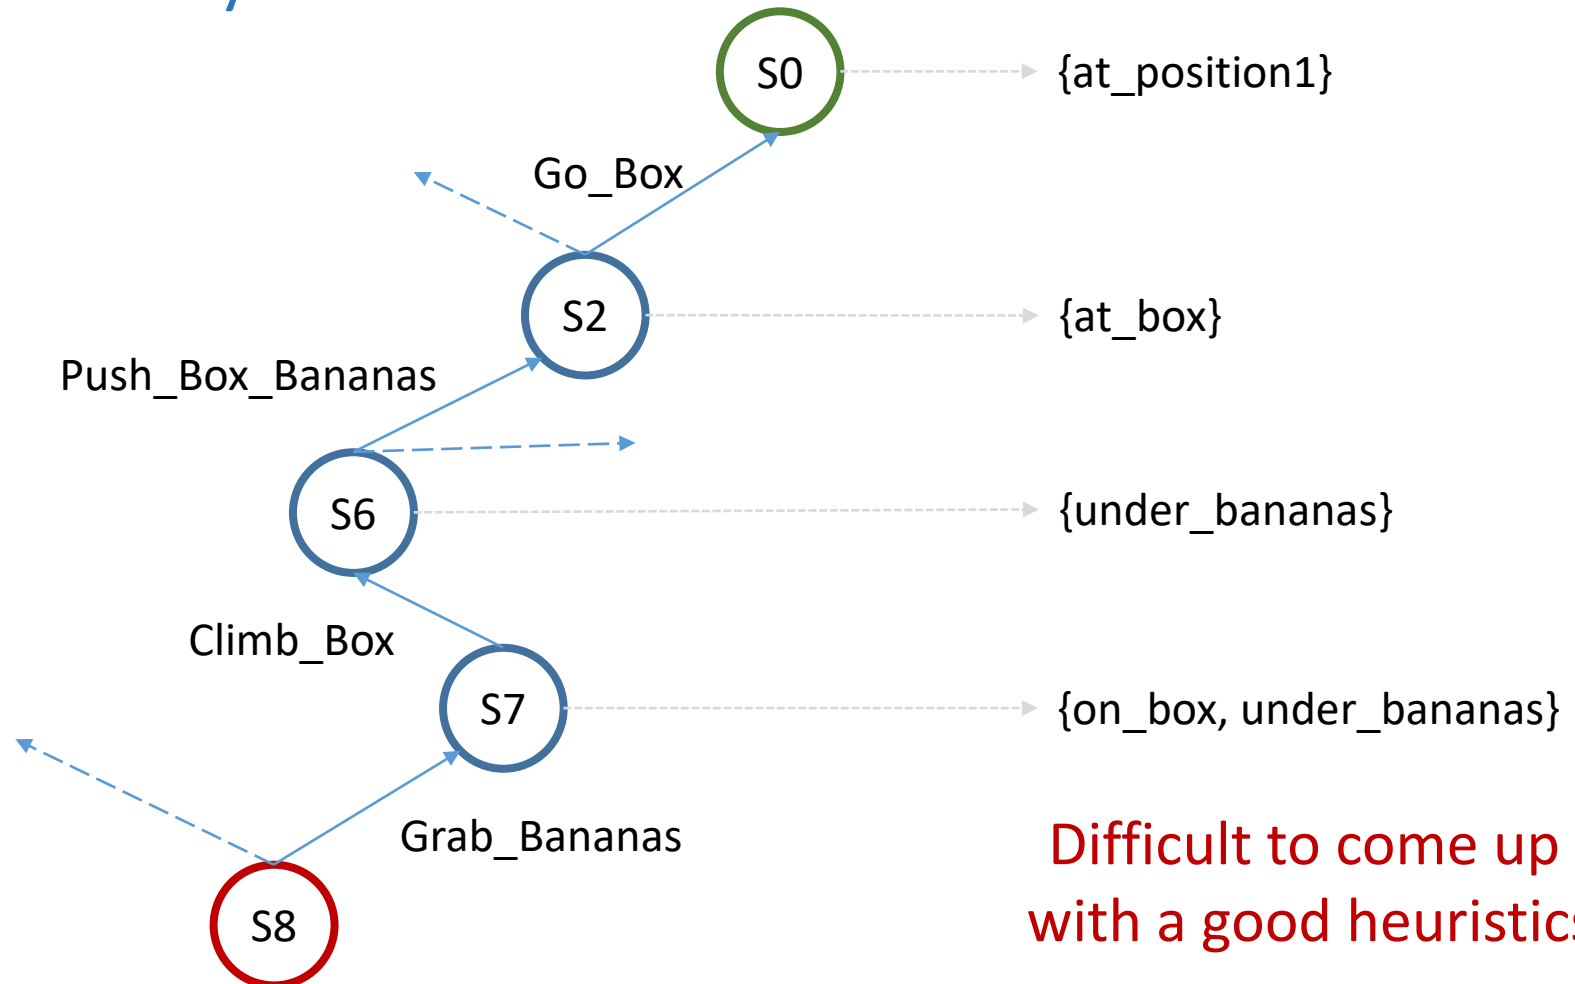 S0
{at_position1}
Go_Box
S2
{at_box}
Push_Box_Bananas
S6
{under_bananas}
Climb_Box
S7
{on_box, under_bananas}
Grab_Bananas
Difficult to come up
S8
with a good heuristics